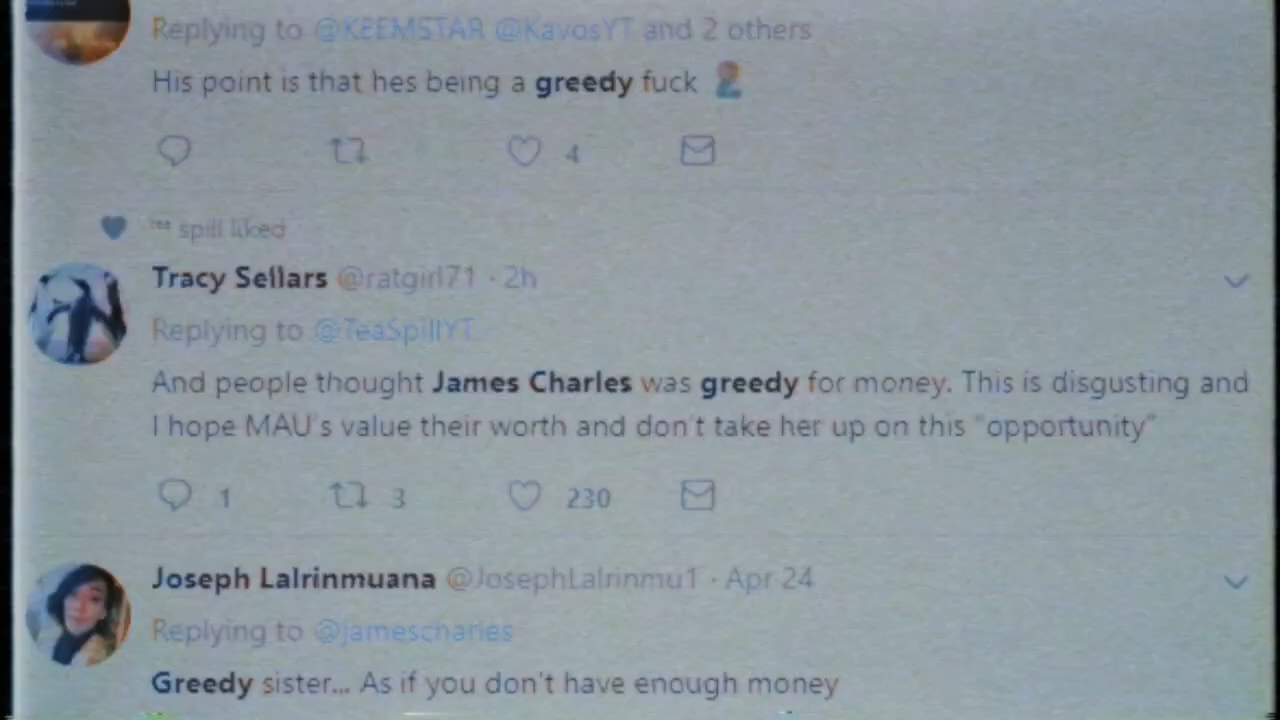 Replying to @KEEMSTAR @KavosYT and 2 others
His point is that hes being a greedy fuck
4
spill liked
Tracy Sellars @ratgirl71 · 2h
Replying to @TeaSpillYT
And people thought James Charles was greedy for money. This is disgusting and
I hope MAU's value their worth and don't take her up on this "opportunity"
1 3 230
Joseph Lalrinmuana @JosephLalrinmu1 · Apr 24
Replying to @jamescharles
Greedy sister... As if you don't have enough money